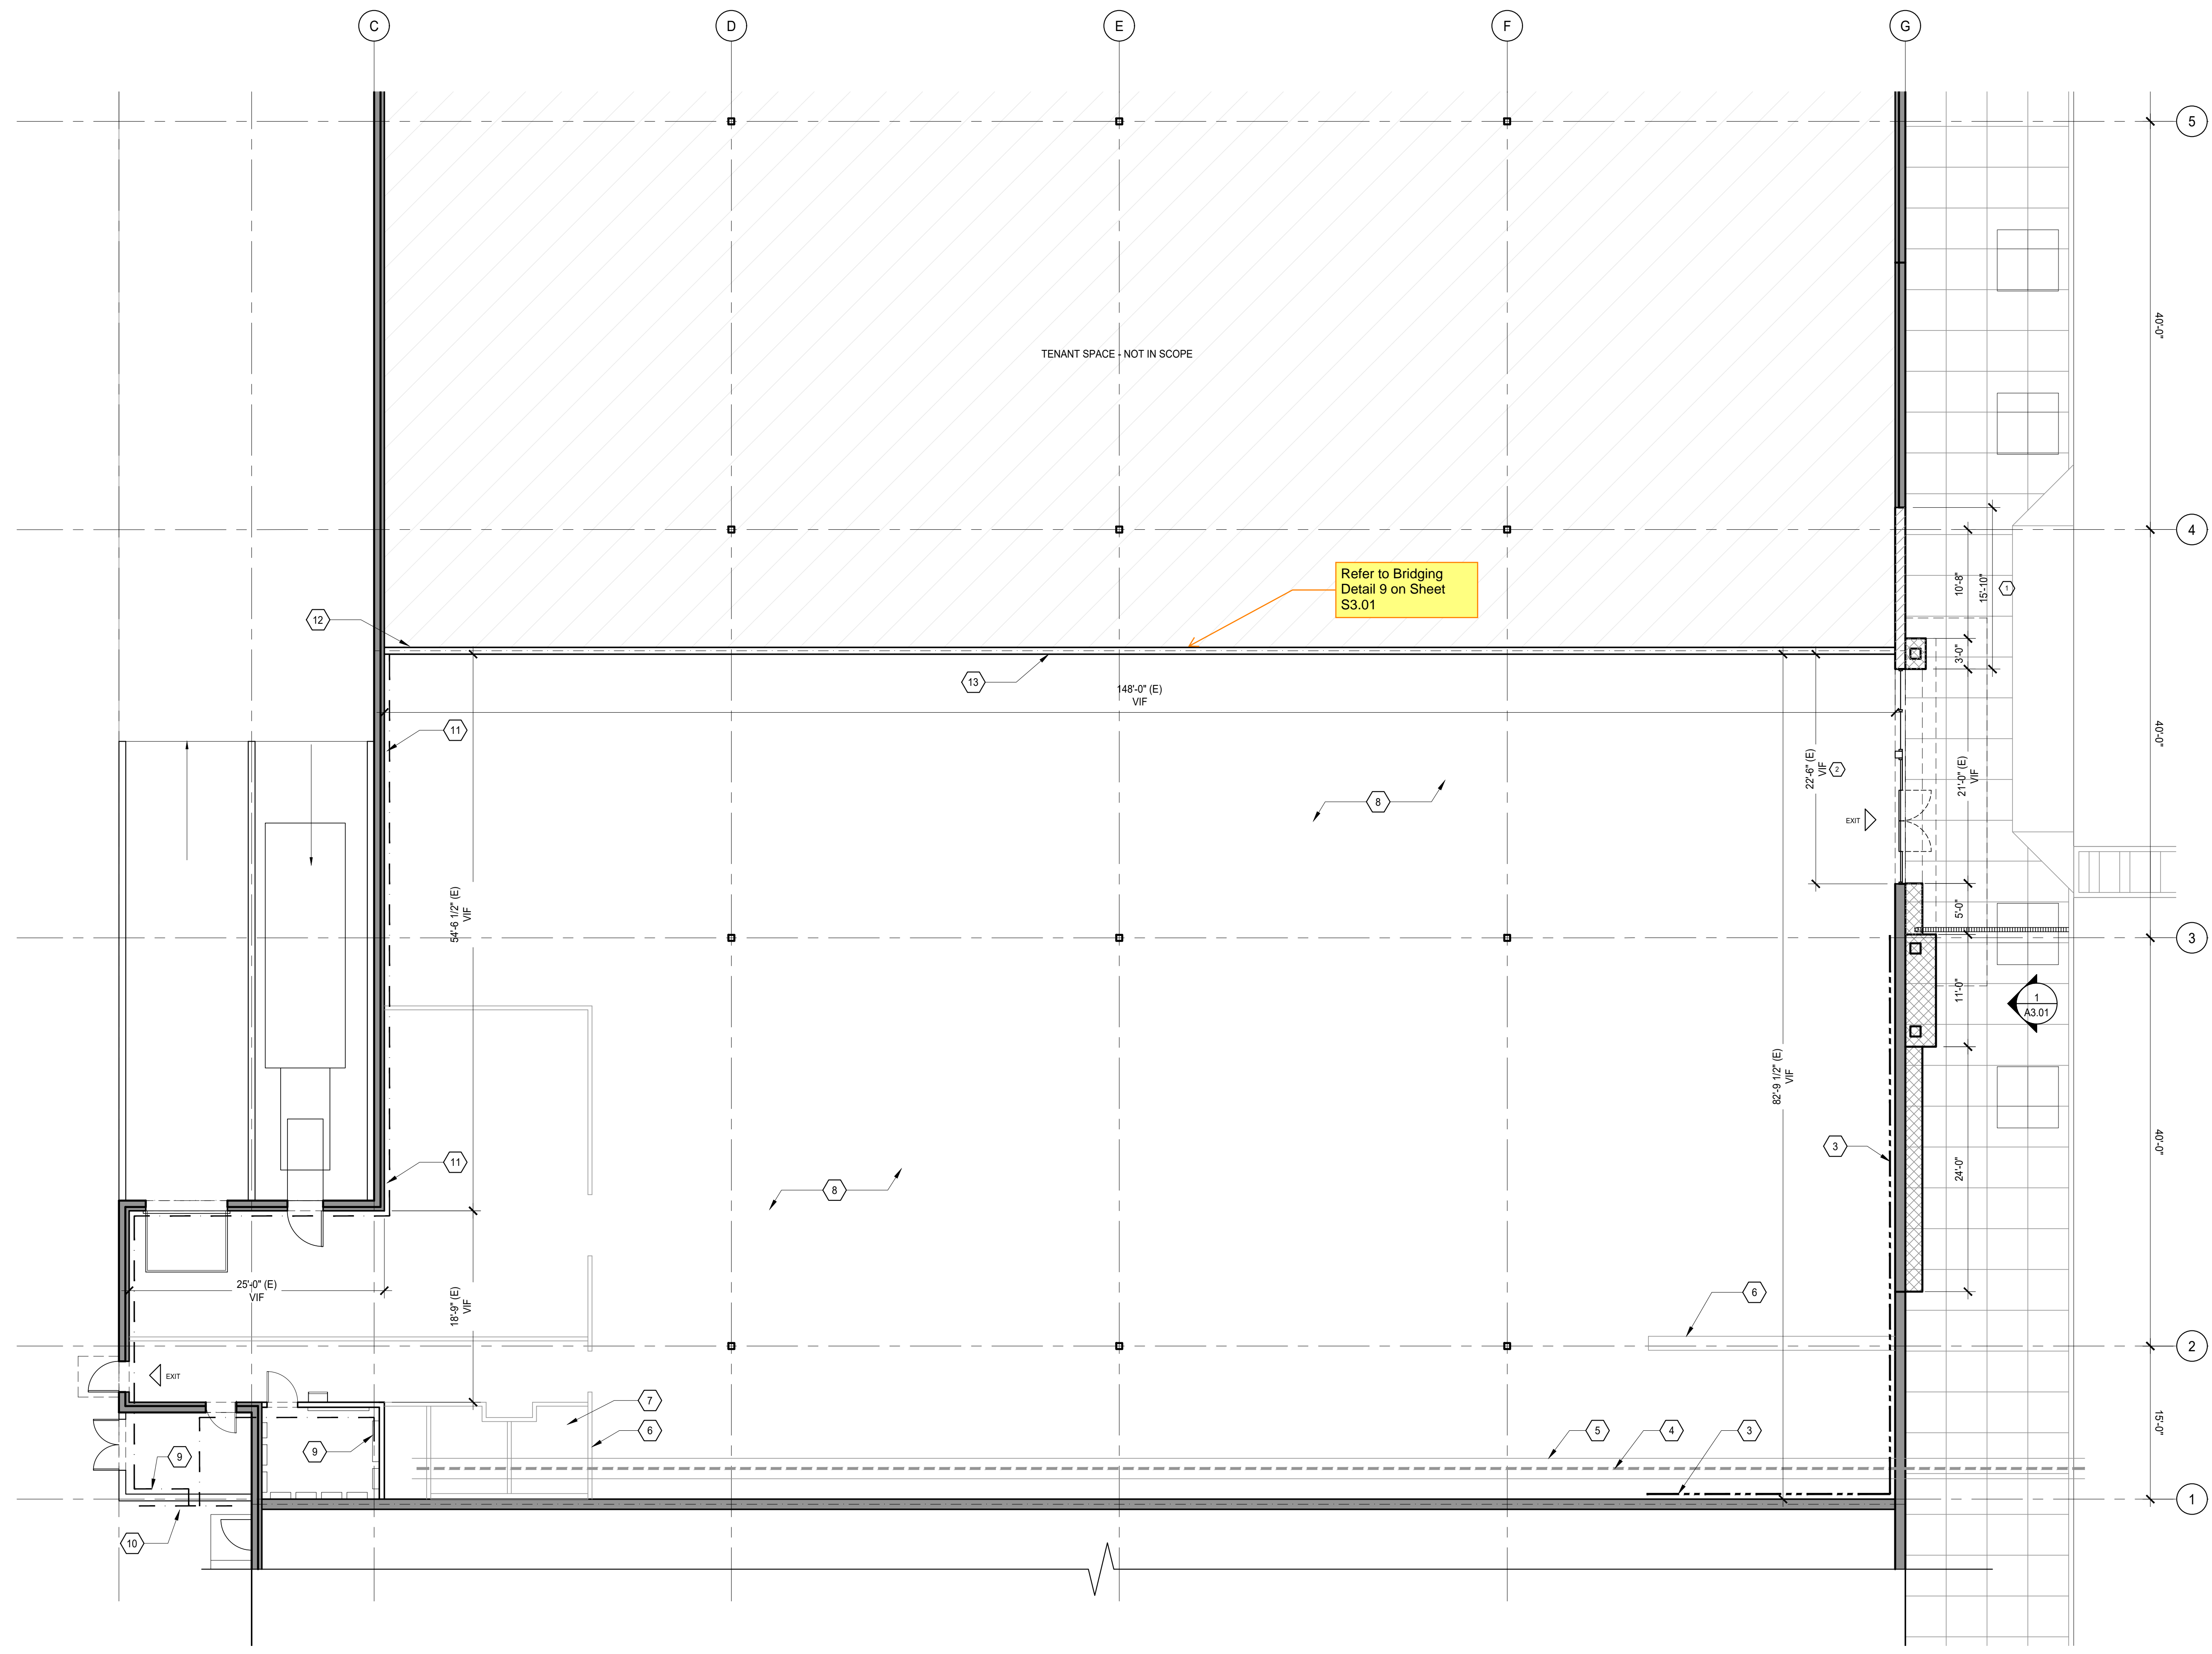 C
D
E
F
G
5
40'-0"
TENANT SPACE - NOT IN SCOPE
4
Refer to Bridging
Detail 9 on Sheet
S3.01
10'-8"
15'-10"
1
12
3'-0"
13
148'-0" (E)
VIF
11
40'-0"
22'-6" (E)
VIF
2
21'-0" (E)
VIF
8
EXIT
54'-6 1/2" (E)
VIF
5'-0"
3
11'-0"
1
A3.01
82'-9 1/2" (E)
VIF
3
40'-0"
11
24'-0"
8
25'-0" (E)
VIF
18'-9" (E)
VIF
6
2
EXIT
7
6
5
4
3
15'-0"
9
9
1
10